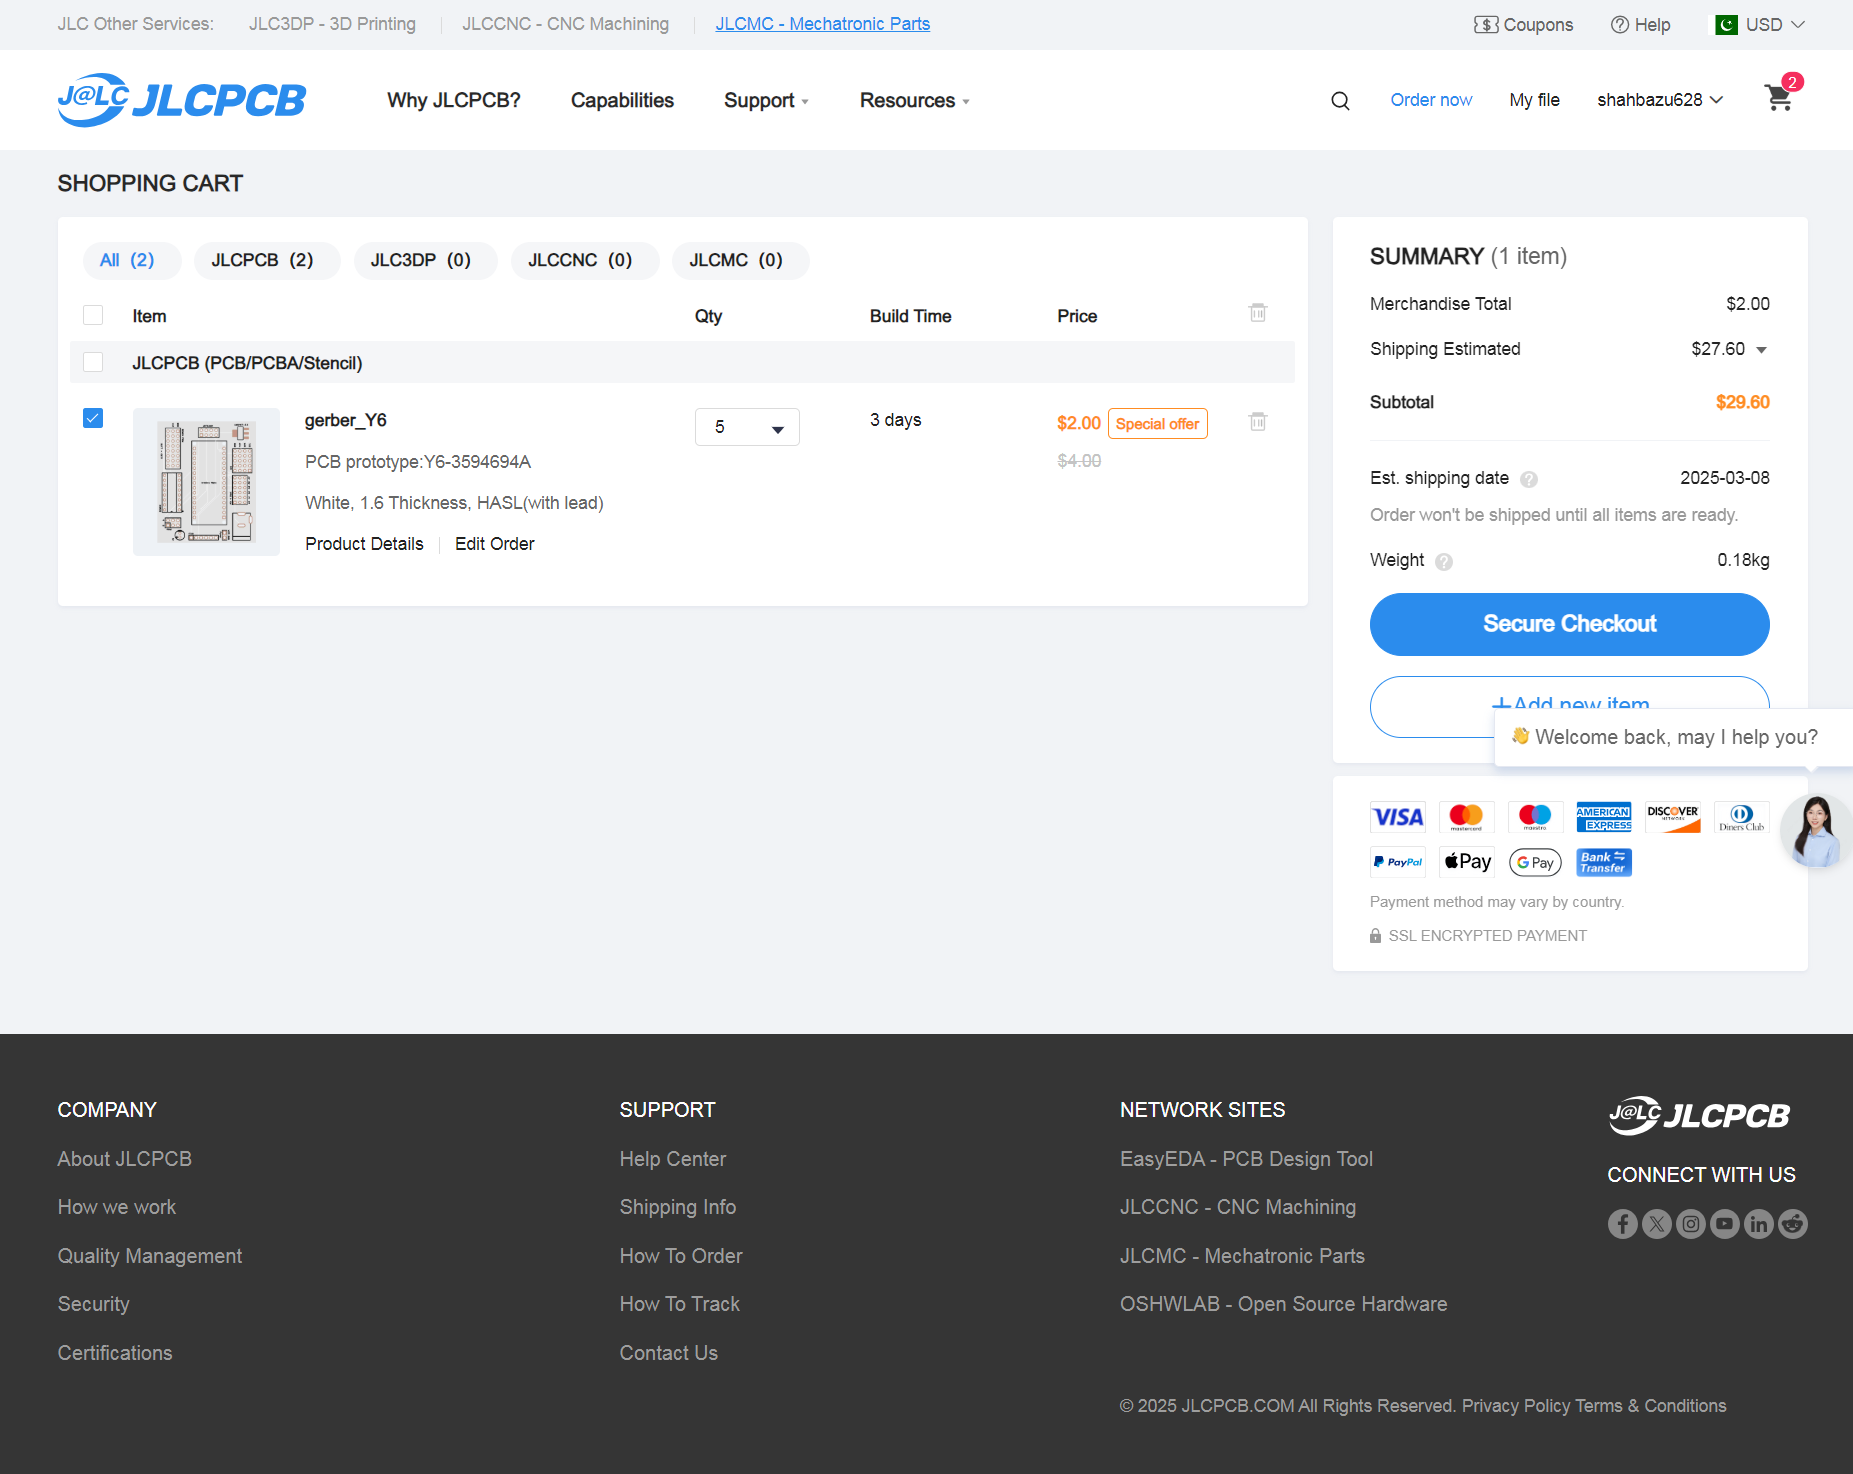 JLC Other Services: JLC3DP - 3D Printing JLCCNC - CNC Machining JLCMC - Mechatronic Parts Coupons Help USD
J@LC JLCPCB Why JLCPCB? Capabilities Support Resources Order now My file shahbazu628 2
SHOPPING CART
All (2) JLCPCB (2) JLC3DP (0) JLCCNC (0) JLCMC (0)
Item Qty Build Time Price
JLCPCB (PCB/PCBA/Stencil)
gerber_Y6 5 3 days $2.00 Special offer
$4.00
PCB prototype:Y6-3594694A
White, 1.6 Thickness, HASL(with lead)
Product Details Edit Order
SUMMARY (1 item)
Merchandise Total $2.00
Shipping Estimated $27.60
Subtotal $29.60
Est. shipping date ? 2025-03-08
Order won't be shipped until all items are ready.
Weight ? 0.18kg
Secure Checkout
+Add new item
👋 Welcome back, may I help you?
VISA mastercard maestro AMERICAN EXPRESS DISCOVER NETWORK Diners Club
PayPal Pay G Pay Bank Transfer
Payment method may vary by country.
SSL ENCRYPTED PAYMENT
COMPANY
About JLCPCB
How we work
Quality Management
Security
Certifications
SUPPORT
Help Center
Shipping Info
How To Order
How To Track
Contact Us
NETWORK SITES
EasyEDA - PCB Design Tool
JLCCNC - CNC Machining
JLCMC - Mechatronic Parts
OSHWLAB - Open Source Hardware
J@LC JLCPCB
CONNECT WITH US
© 2025 JLCPCB.COM All Rights Reserved. Privacy Policy Terms & Conditions